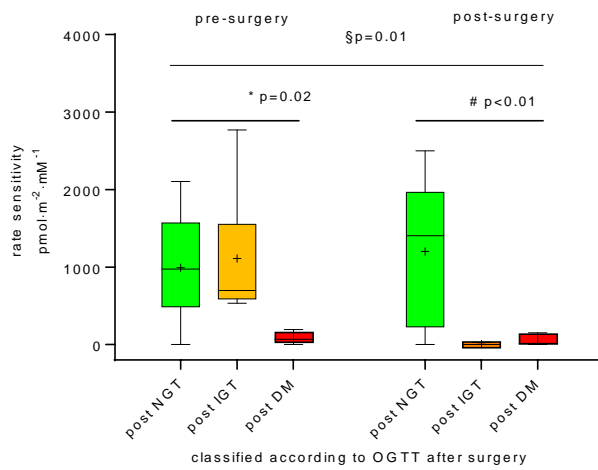 pre-surgery
post-surgery
§p=0.01
* p=0.02
# p<0.01
4000
3000
2000
1000
0
rate sensitivity
pmol·m⁻²·mM⁻¹
post NGT
post IGT
post DM
post NGT
post IGT
post DM
classified according to OGTT after surgery